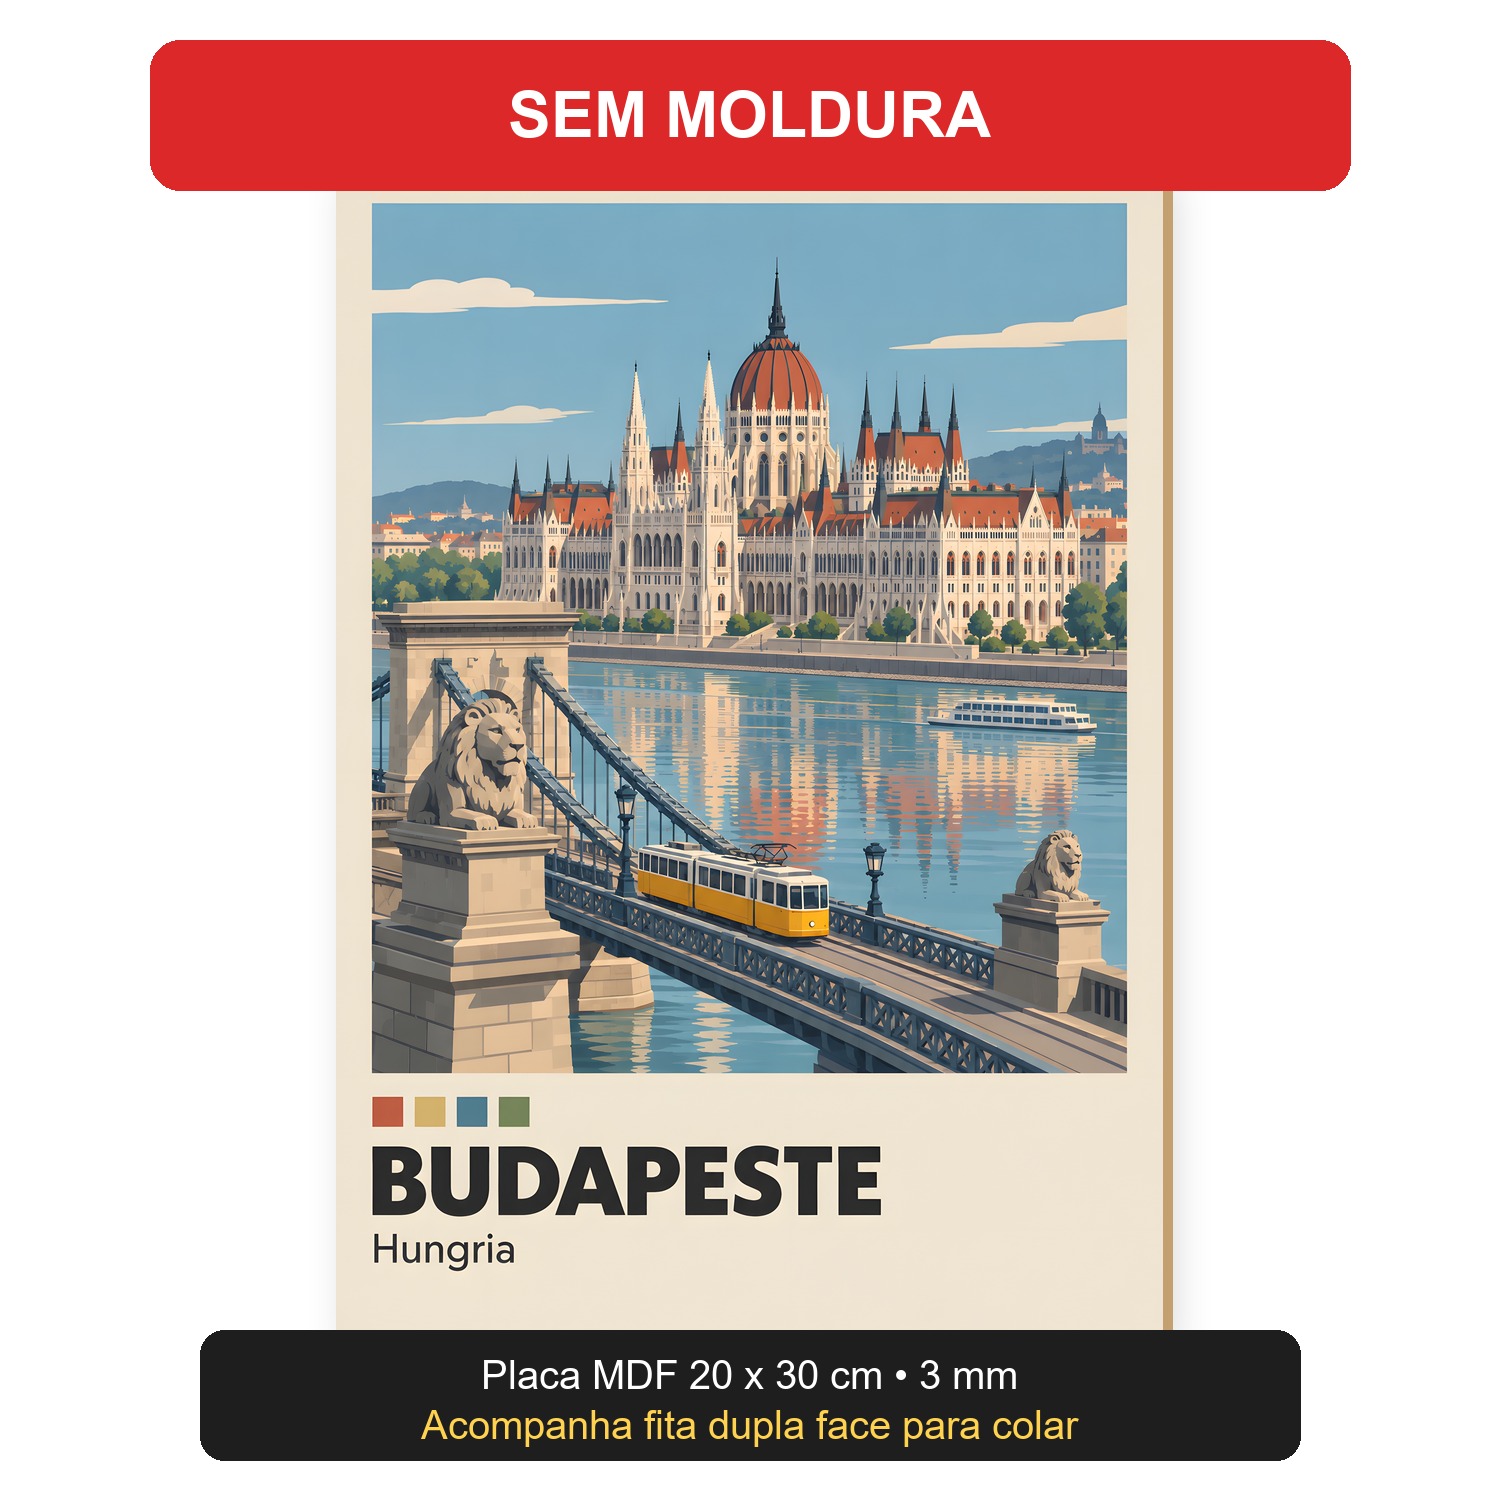 SEM MOLDURA
BUDAPESTE
Hungria
Placa MDF 20 x 30 cm • 3 mm
Acompanha fita dupla face para colar